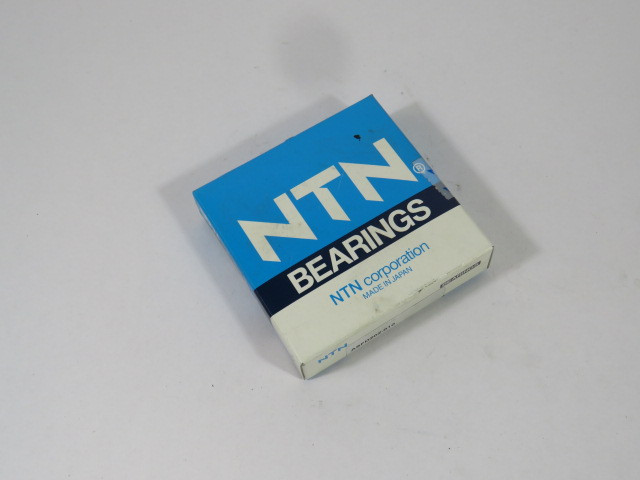 NTN®
BEARINGS
NTN corporation
MADE IN JAPAN
NTN